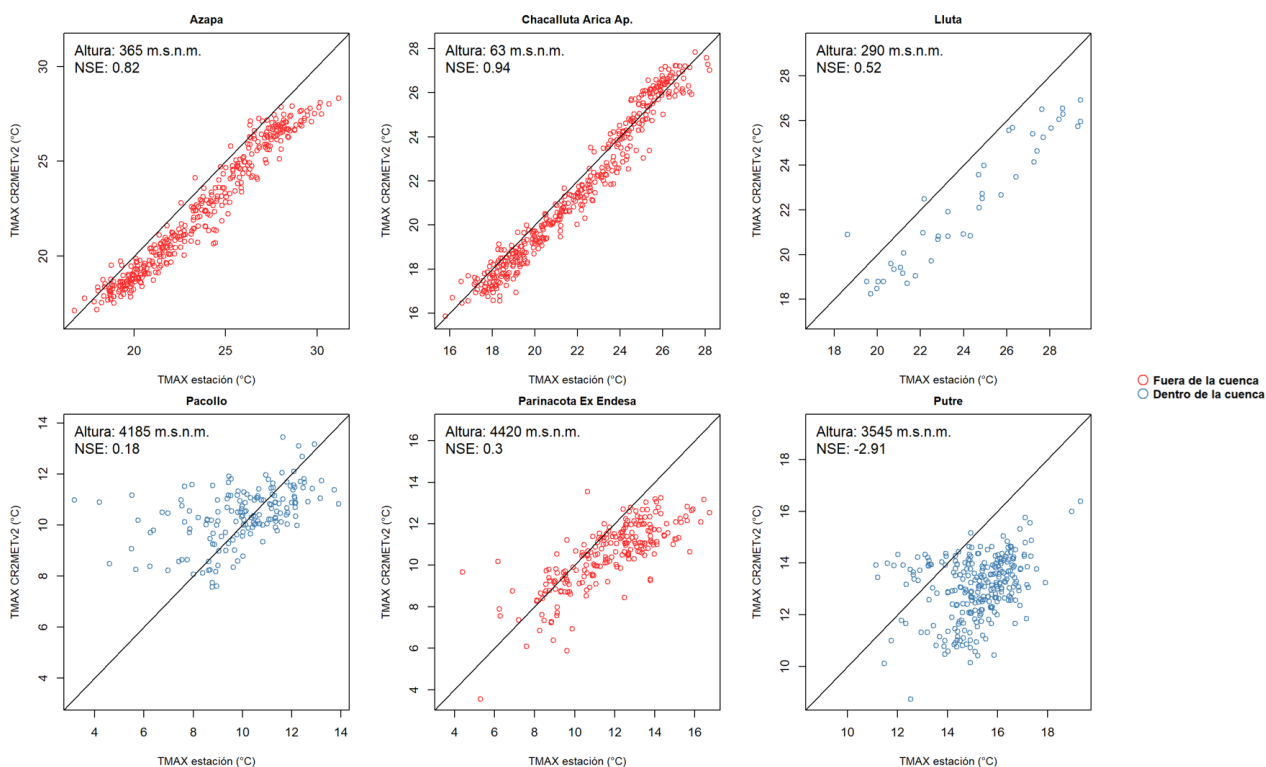 Azapa
Altura: 365 m.s.n.m.
NSE: 0.82
TMAX CR2METv2 (°C)
30
25
20
20 25 30
TMAX estación (°C)
Chacalluta Arica Ap.
Altura: 63 m.s.n.m.
NSE: 0.94
TMAX CR2METv2 (°C)
28
26
24
22
20
18
16
16 18 20 22 24 26 28
TMAX estación (°C)
Lluta
Altura: 290 m.s.n.m.
NSE: 0.52
TMAX CR2METv2 (°C)
28
26
24
22
20
18
18 20 22 24 26 28
TMAX estación (°C)
Fuera de la cuenca
Dentro de la cuenca
Pacollo
Altura: 4185 m.s.n.m.
NSE: 0.18
TMAX CR2METv2 (°C)
14
12
10
8
6
4
4 6 8 10 12 14
TMAX estación (°C)
Parinacota Ex Endesa
Altura: 4420 m.s.n.m.
NSE: 0.3
TMAX CR2METv2 (°C)
16
14
12
10
8
6
4
4 6 8 10 12 14 16
TMAX estación (°C)
Putre
Altura: 3545 m.s.n.m.
NSE: -2.91
TMAX CR2METv2 (°C)
18
16
14
12
10
10 12 14 16 18
TMAX estación (°C)